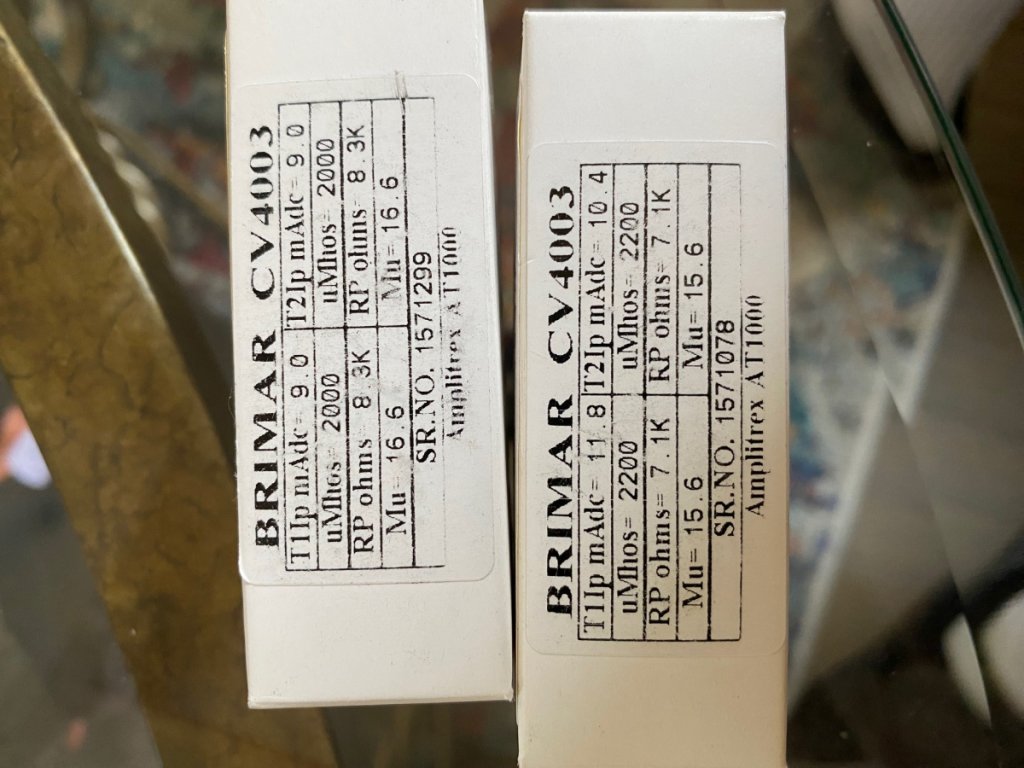 BRIMAR CV4003
T1Ip mAdc= 9 0 T2Ip mAdc= 9.0
uMhos= 2000 uMhos= 2000
RP ohms= 8.3K RP ohms= 8.3K
Mu= 16.6 Mu= 16.6
SR.NO. 1571299
Amplitrex AT1000
BRIMAR CV4003
T1Ip mAdc= 11.8 T2Ip mAdc= 10.4
uMhos= 2200 uMhos= 2200
RP ohms= 7.1K RP ohms= 7.1K
Mu= 15.6 Mu= 15.6
SR.NO. 1571078
Amplitrex AT1000